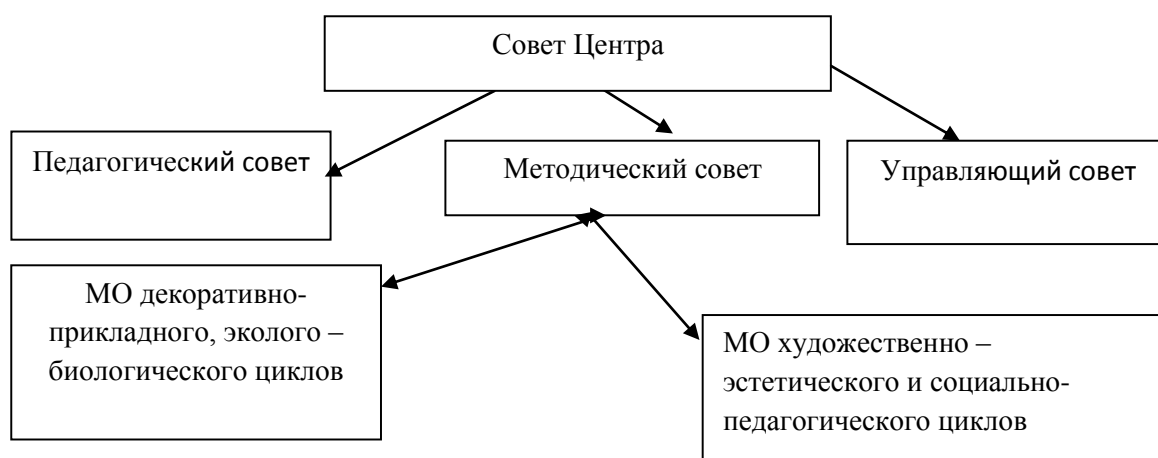 Совет Центра
Педагогический совет
Методический совет
Управляющий совет
МО декоративно-
прикладного, эколого –
биологического циклов
МО художественно –
эстетического и социально-
педагогического циклов